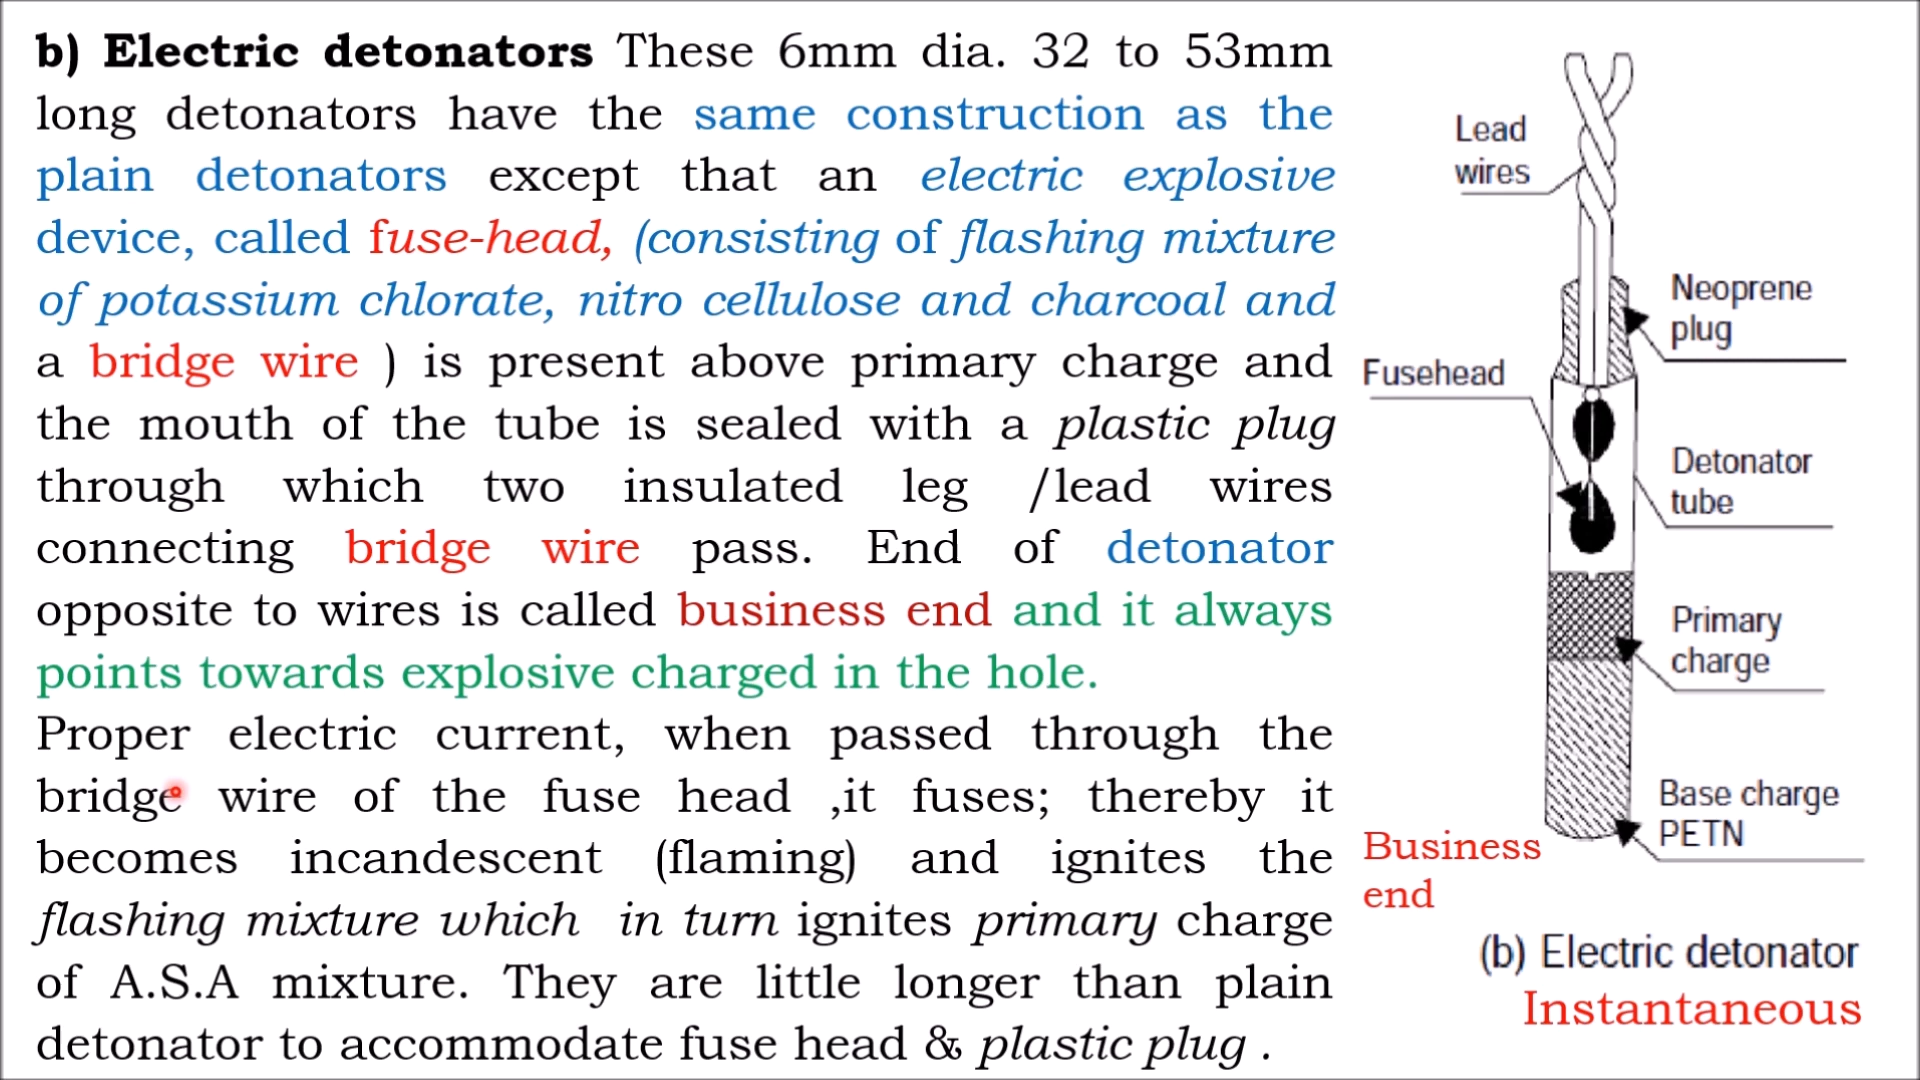 b) Electric detonators These 6mm dia. 32 to 53mm
long detonators have the same construction as the
plain detonators except that an electric explosive
device, called fuse-head, (consisting of flashing mixture
of potassium chlorate, nitro cellulose and charcoal and
a bridge wire ) is present above primary charge and
the mouth of the tube is sealed with a plastic plug
through which two insulated leg /lead wires
connecting bridge wire pass. End of detonator
opposite to wires is called business end and it always
points towards explosive charged in the hole.
Proper electric current, when passed through the
bridge wire of the fuse head ,it fuses; thereby it
becomes incandescent (flaming) and ignites the
flashing mixture which in turn ignites primary charge
of A.S.A mixture. They are little longer than plain
detonator to accommodate fuse head & plastic plug .
Lead
wires
Neoprene
plug
Fusehead
Detonator
tube
Primary
charge
Base charge
PETN
Business
end
(b) Electric detonator
Instantaneous